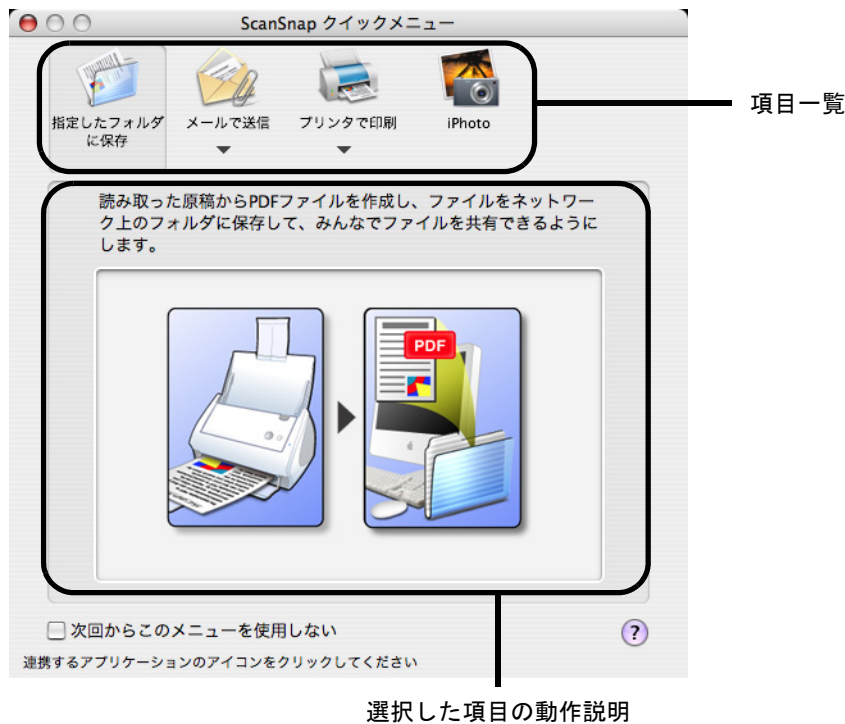 ScanSnap クイックメニュー
指定したフォルダ
に保存
メールで送信
プリンタで印刷
iPhoto
項目一覧
読み取った原稿からPDFファイルを作成し、ファイルをネットワー
ク上のフォルダに保存して、みんなでファイルを共有できるように
します。
PDF
次回からこのメニューを使用しない
?
連携するアプリケーションのアイコンをクリックしてください
選択した項目の動作説明